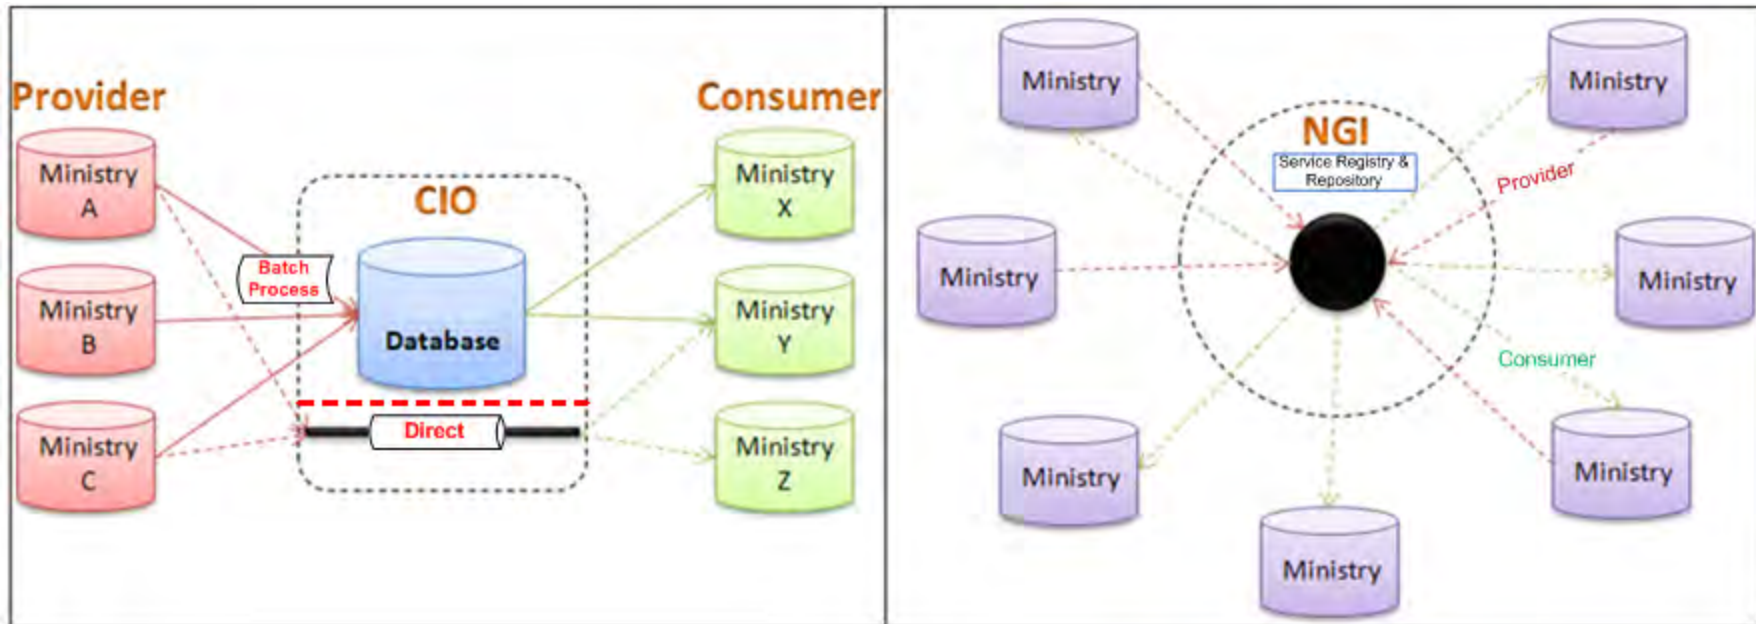 Provider
Ministry
A
Ministry
B
Ministry
C
Batch
Process
CIO
Database
Direct
Consumer
Ministry
X
Ministry
Y
Ministry
Z
Ministry
Ministry
NGI
Service Registry &
Repository
Provider
Ministry
Ministry
Consumer
Ministry
Ministry
Ministry